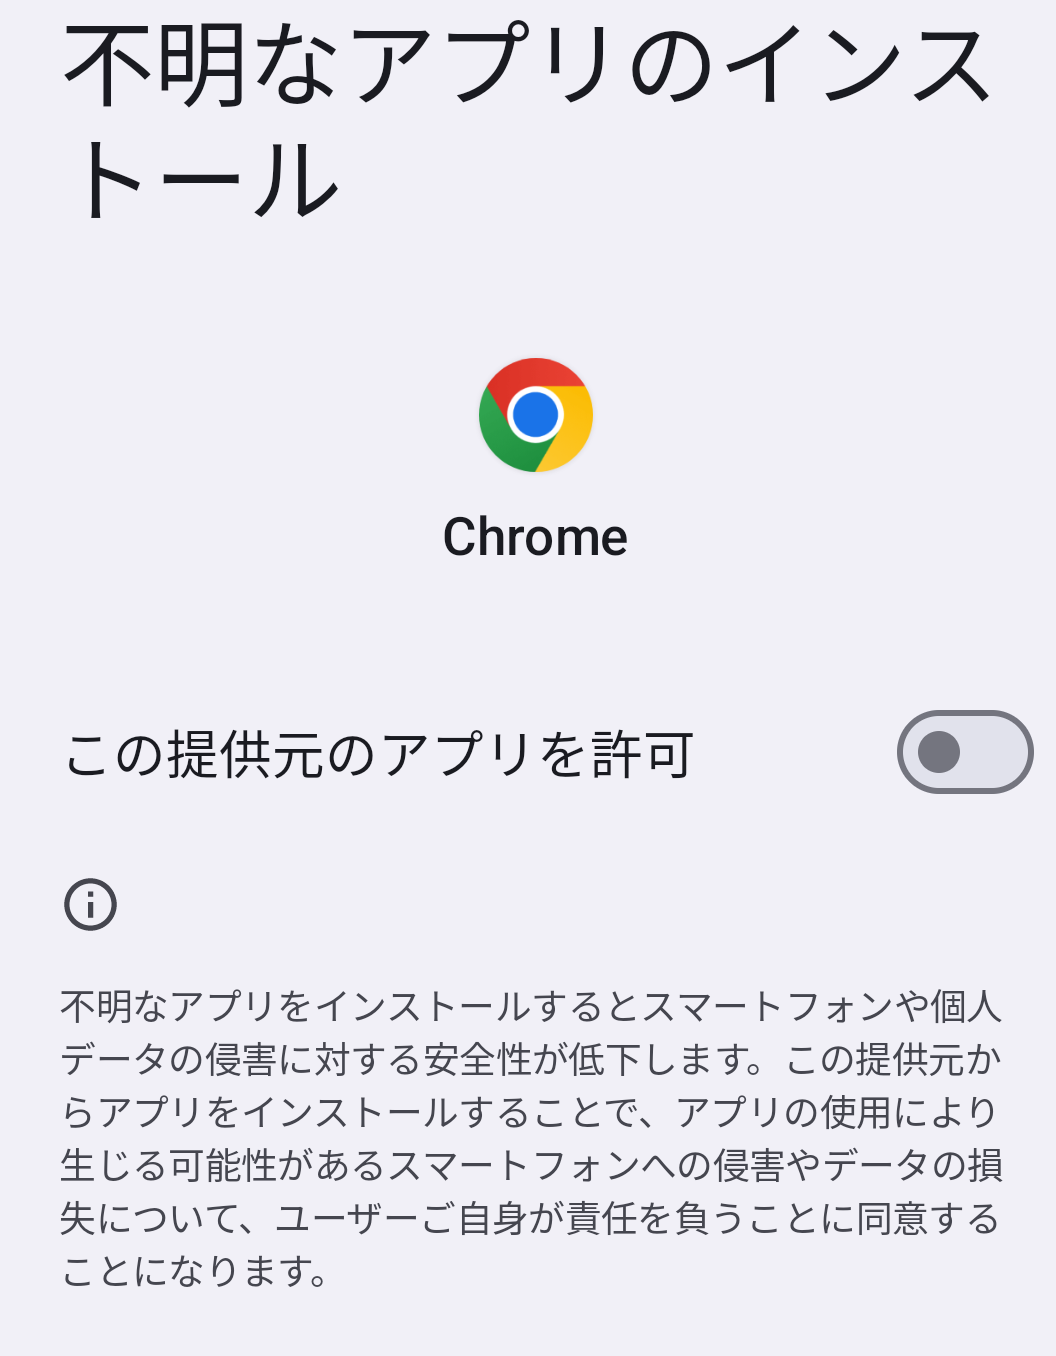 不明なアプリのインス
トール
Chrome
この提供元のアプリを許可
不明なアプリをインストールするとスマートフォンや個人
データの侵害に対する安全性が低下します。この提供元か
らアプリをインストールすることで、アプリの使用により
生じる可能性があるスマートフォンへの侵害やデータの損
失について、ユーザーご自身が責任を負うことに同意する
ことになります。